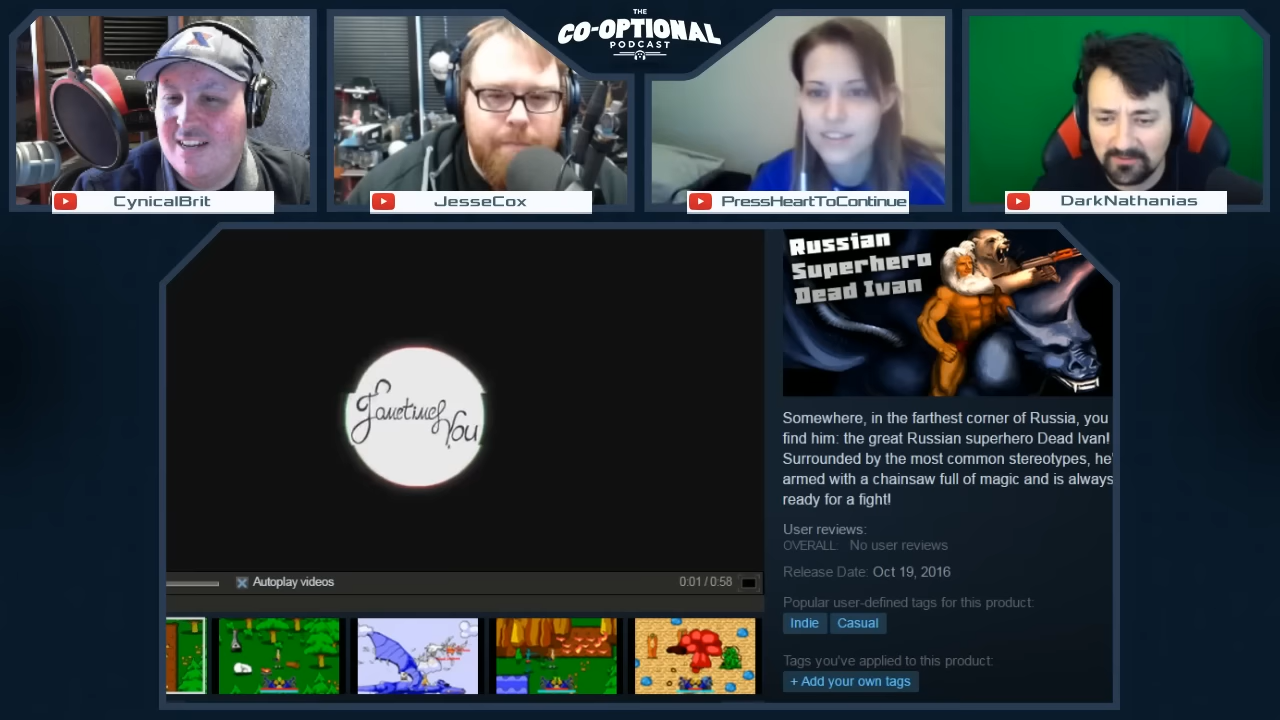 THE
CO-OPTIONAL
PODCAST
CynicalBrit
JesseCox
PressHeartToContinue
DarkNathanias
Russian
Superhero
Dead Ivan
Sometimes
You
Somewhere, in the farthest corner of Russia, you
find him: the great Russian superhero Dead Ivan!
Surrounded by the most common stereotypes, he'
armed with a chainsaw full of magic and is always
ready for a fight!
User reviews:
OVERALL: No user reviews
Release Date: Oct 19, 2016
Popular user-defined tags for this product:
Indie Casual
Tags you've applied to this product:
+ Add your own tags
Autoplay videos
0:01 / 0:58